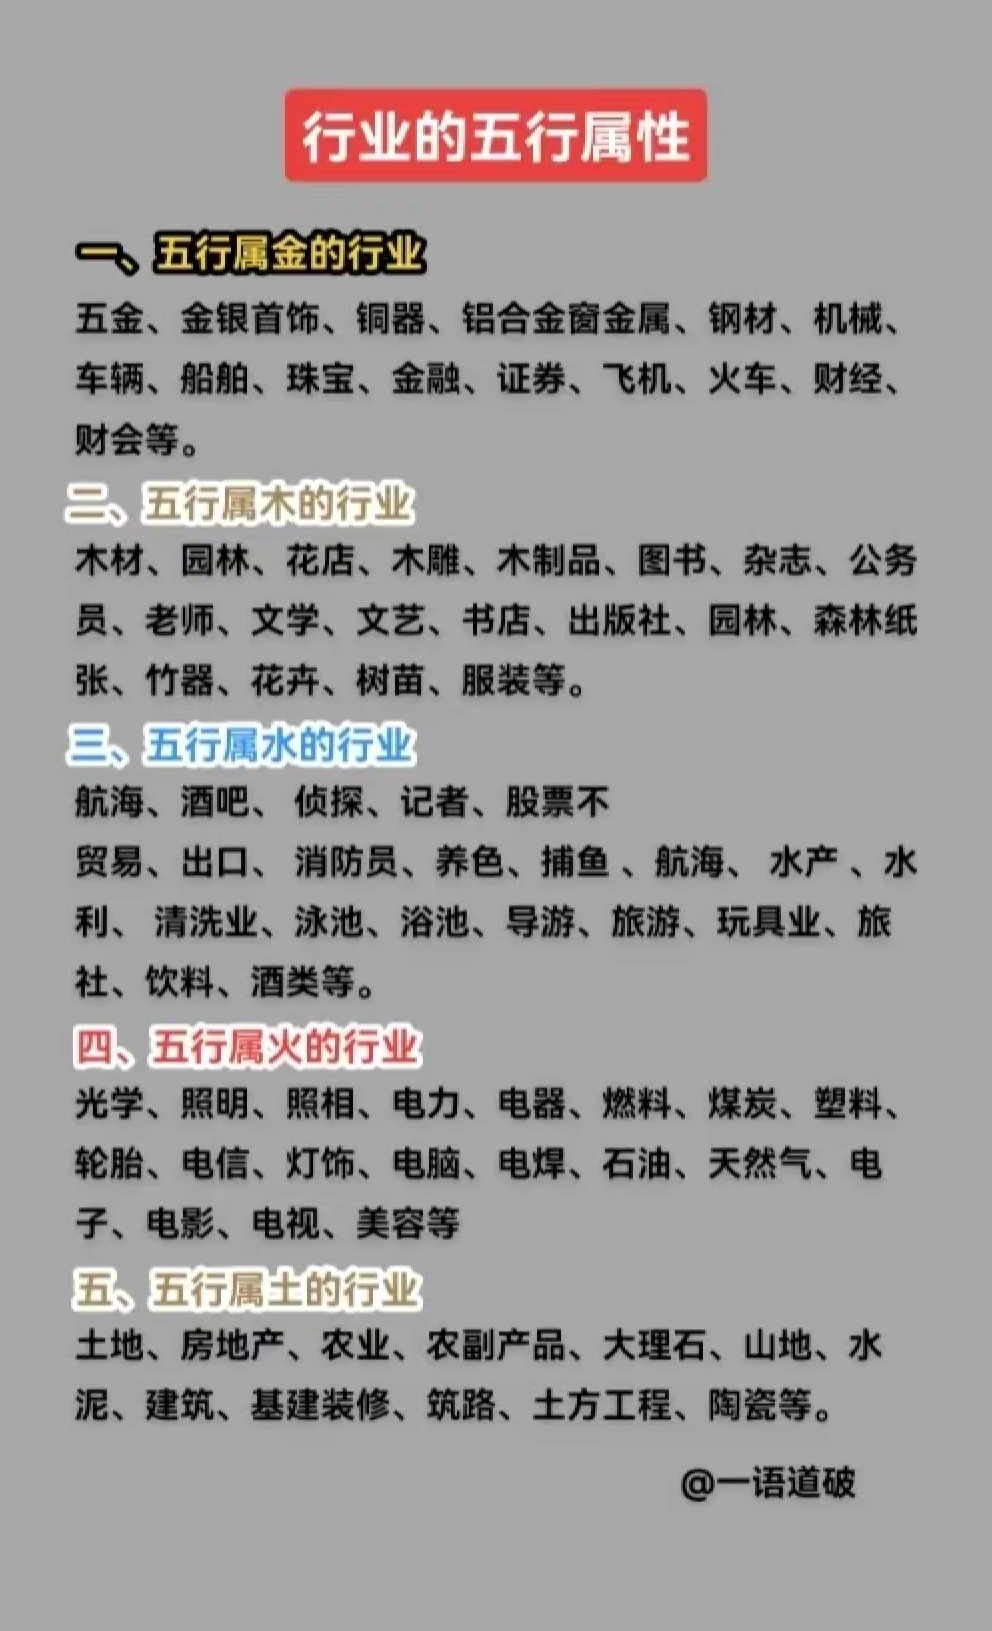 行业的五行属性
一、五行属金的行业
五金、金银首饰、铜器、铝合金窗金属、钢材、机械、
车辆、船舶、珠宝、金融、证券、飞机、火车、财经、
财会等。
二、五行属木的行业
木材、园林、花店、木雕、木制品、图书、杂志、公务
员、老师、文学、文艺、书店、出版社、园林、森林纸
张、竹器、花卉、树苗、服装等。
三、五行属水的行业
航海、酒吧、 侦探、记者、股票不
贸易、出口、 消防员、养色、捕鱼 、航海、 水产 、水
利、 清洗业、泳池、浴池、导游、旅游、玩具业、旅
社、饮料、酒类等。
四、五行属火的行业
光学、照明、照相、电力、电器、燃料、煤炭、塑料、
轮胎、电信、灯饰、电脑、电焊、石油、天然气、电
子、电影、电视、美容等
五、五行属土的行业
土地、房地产、农业、农副产品、大理石、山地、水
泥、建筑、基建装修、筑路、土方工程、陶瓷等。
@一语道破